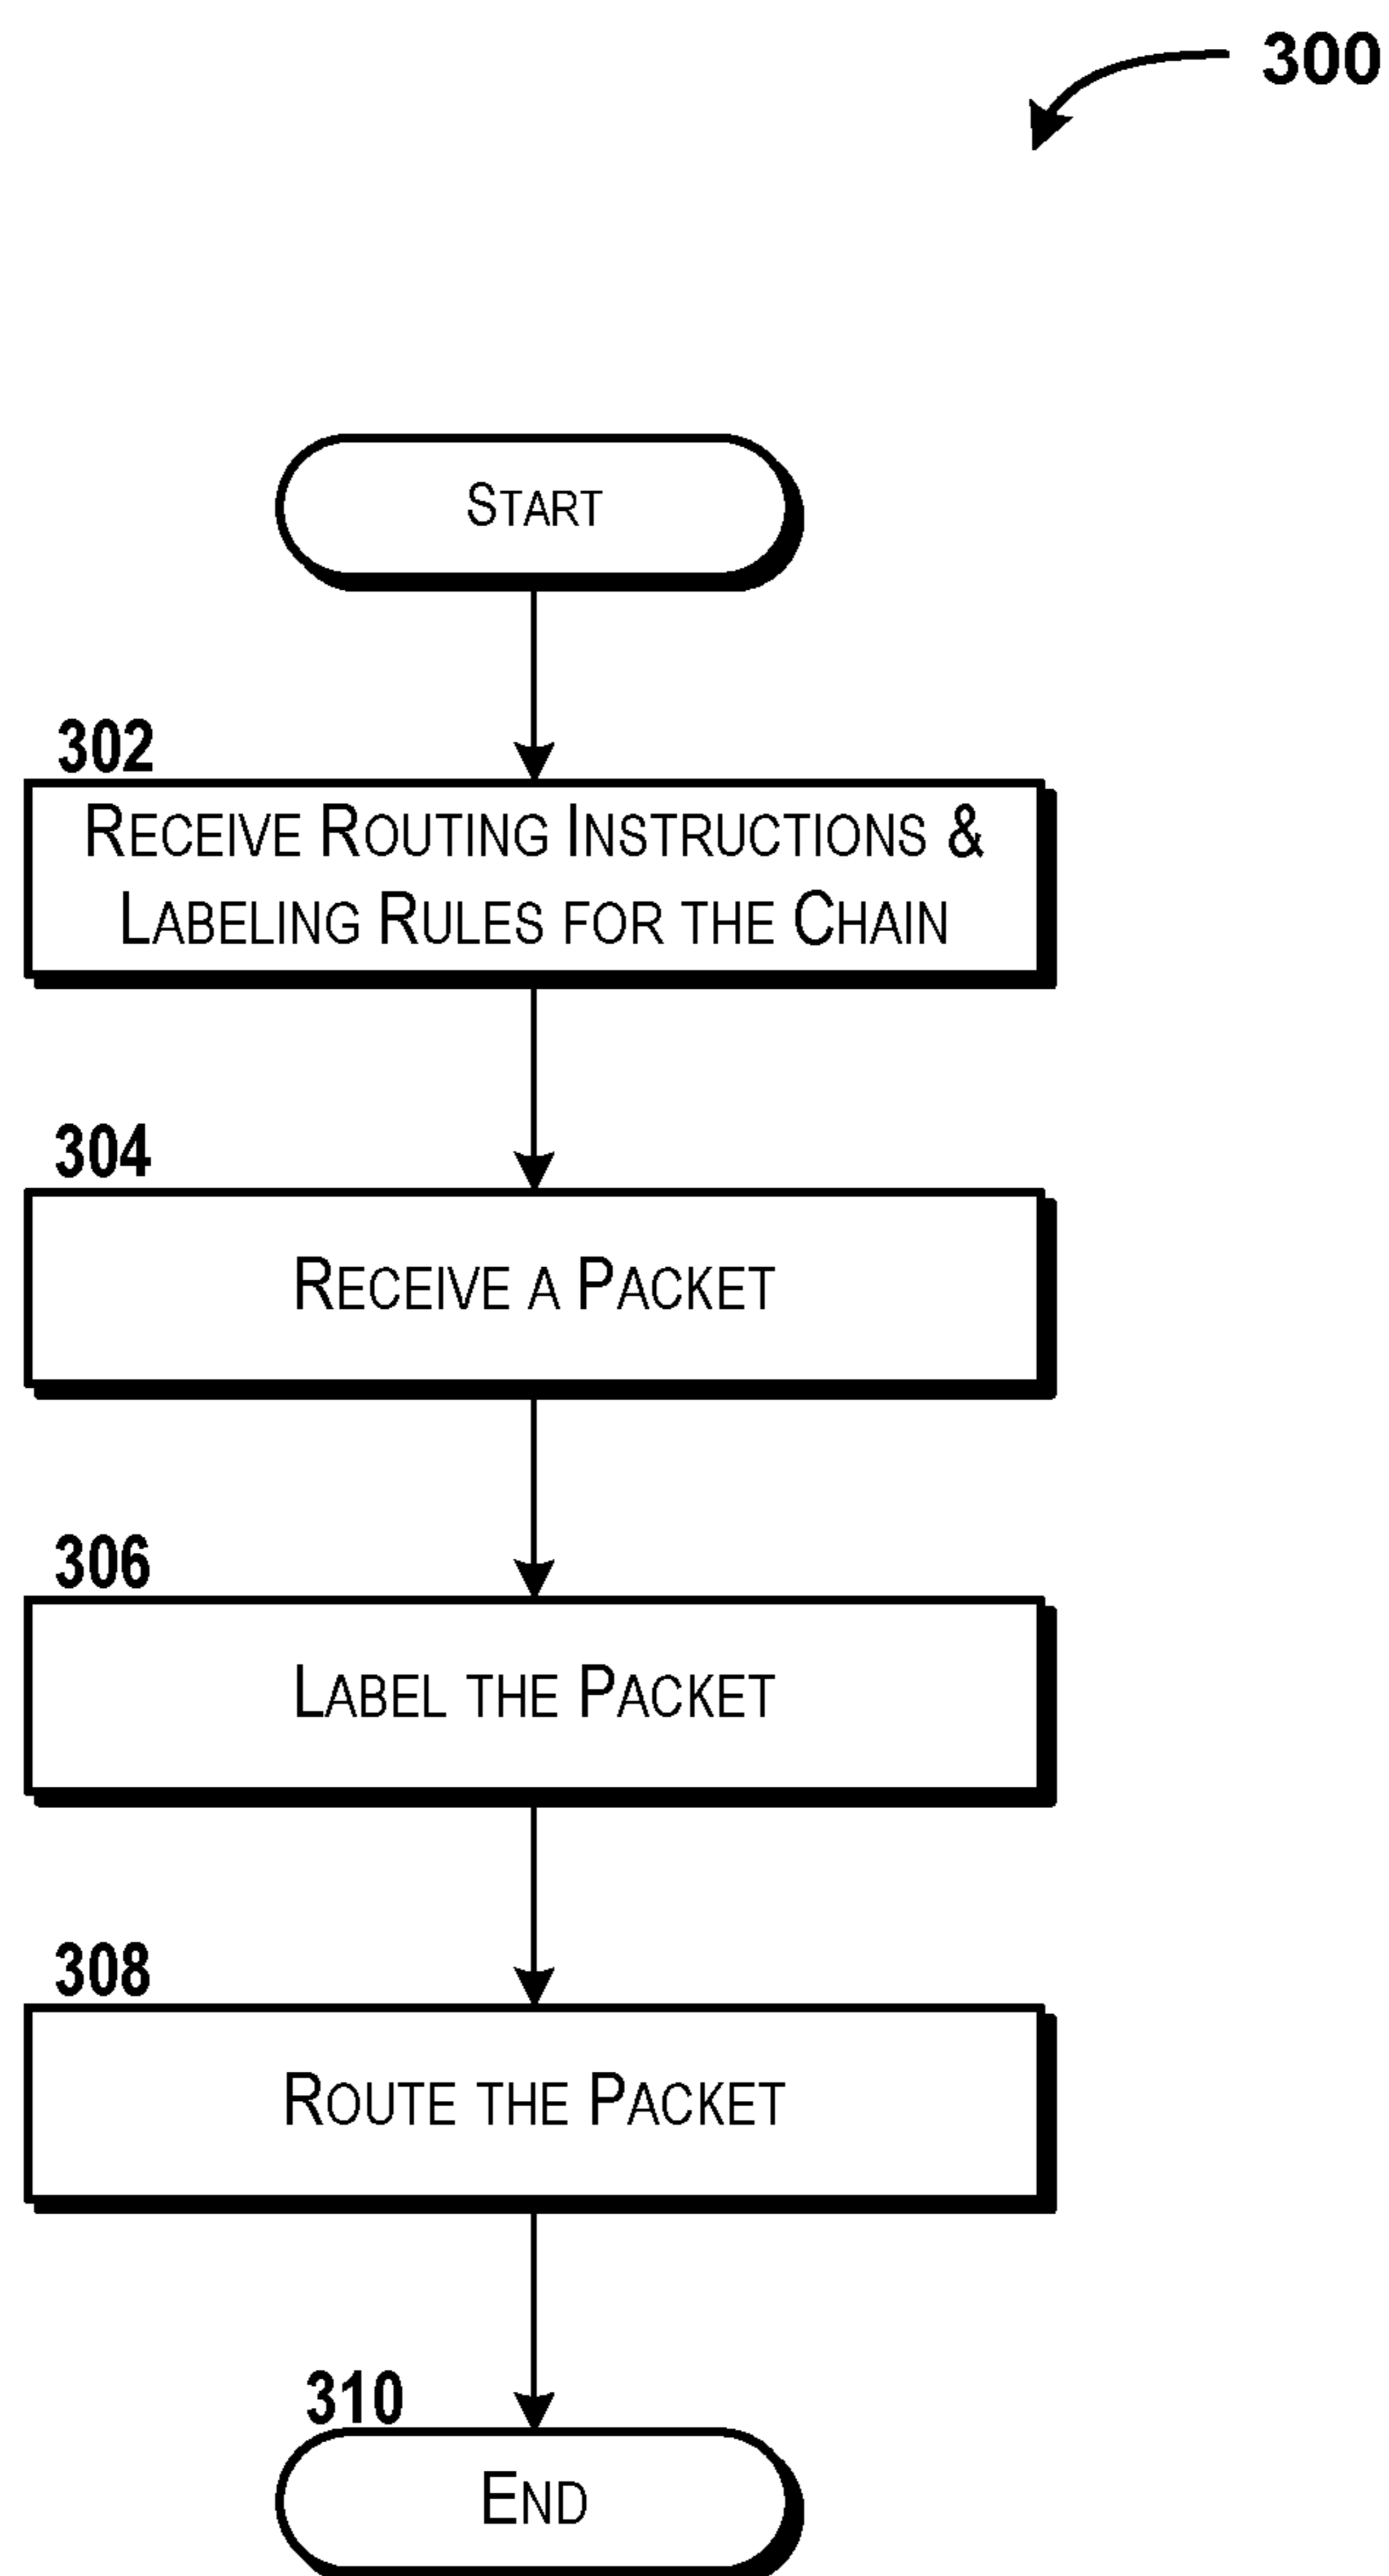 300
START
302
RECEIVE ROUTING INSTRUCTIONS &
LABELING RULES FOR THE CHAIN
304
RECEIVE A PACKET
306
LABEL THE PACKET
308
ROUTE THE PACKET
310
END